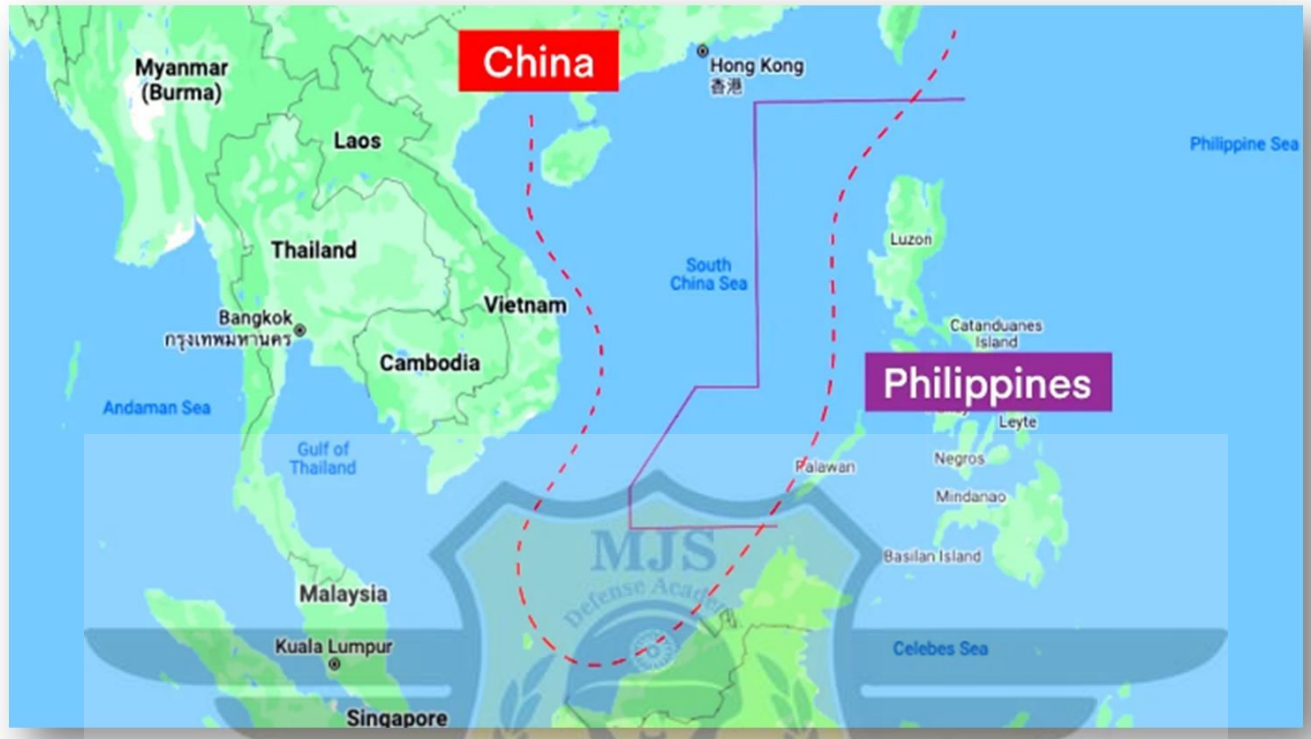 China
Hong Kong
香港
Myanmar
(Burma)
Laos
Philippine Sea
Thailand
Luzon
South
China Sea
Vietnam
Bangkok
กรุงเทพมหานคร
Catanduanes
Island
Cambodia
Philippines
Andaman Sea
Leyte
Gulf of
Thailand
Palawan
Negros
Mindanao
MJS
Defense Academy
Basilan Island
Malaysia
Kuala Lumpur
Celebes Sea
Singapore